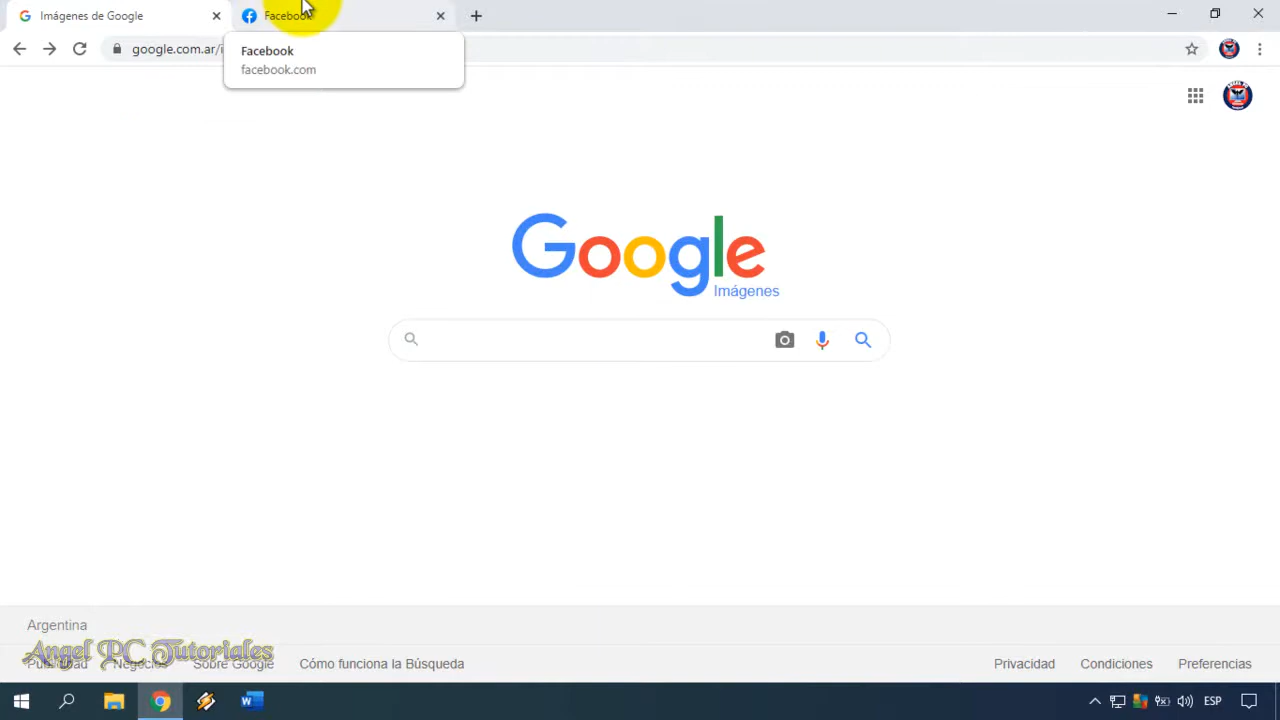 Imágenes de Google
Facebook
google.com.ar/i
Facebook
facebook.com
Google
Imágenes
Argentina
Angel PC Tutoriales
Publicidad Negocios Sobre Google Cómo funciona la Búsqueda
Privacidad Condiciones Preferencias
W
ESP